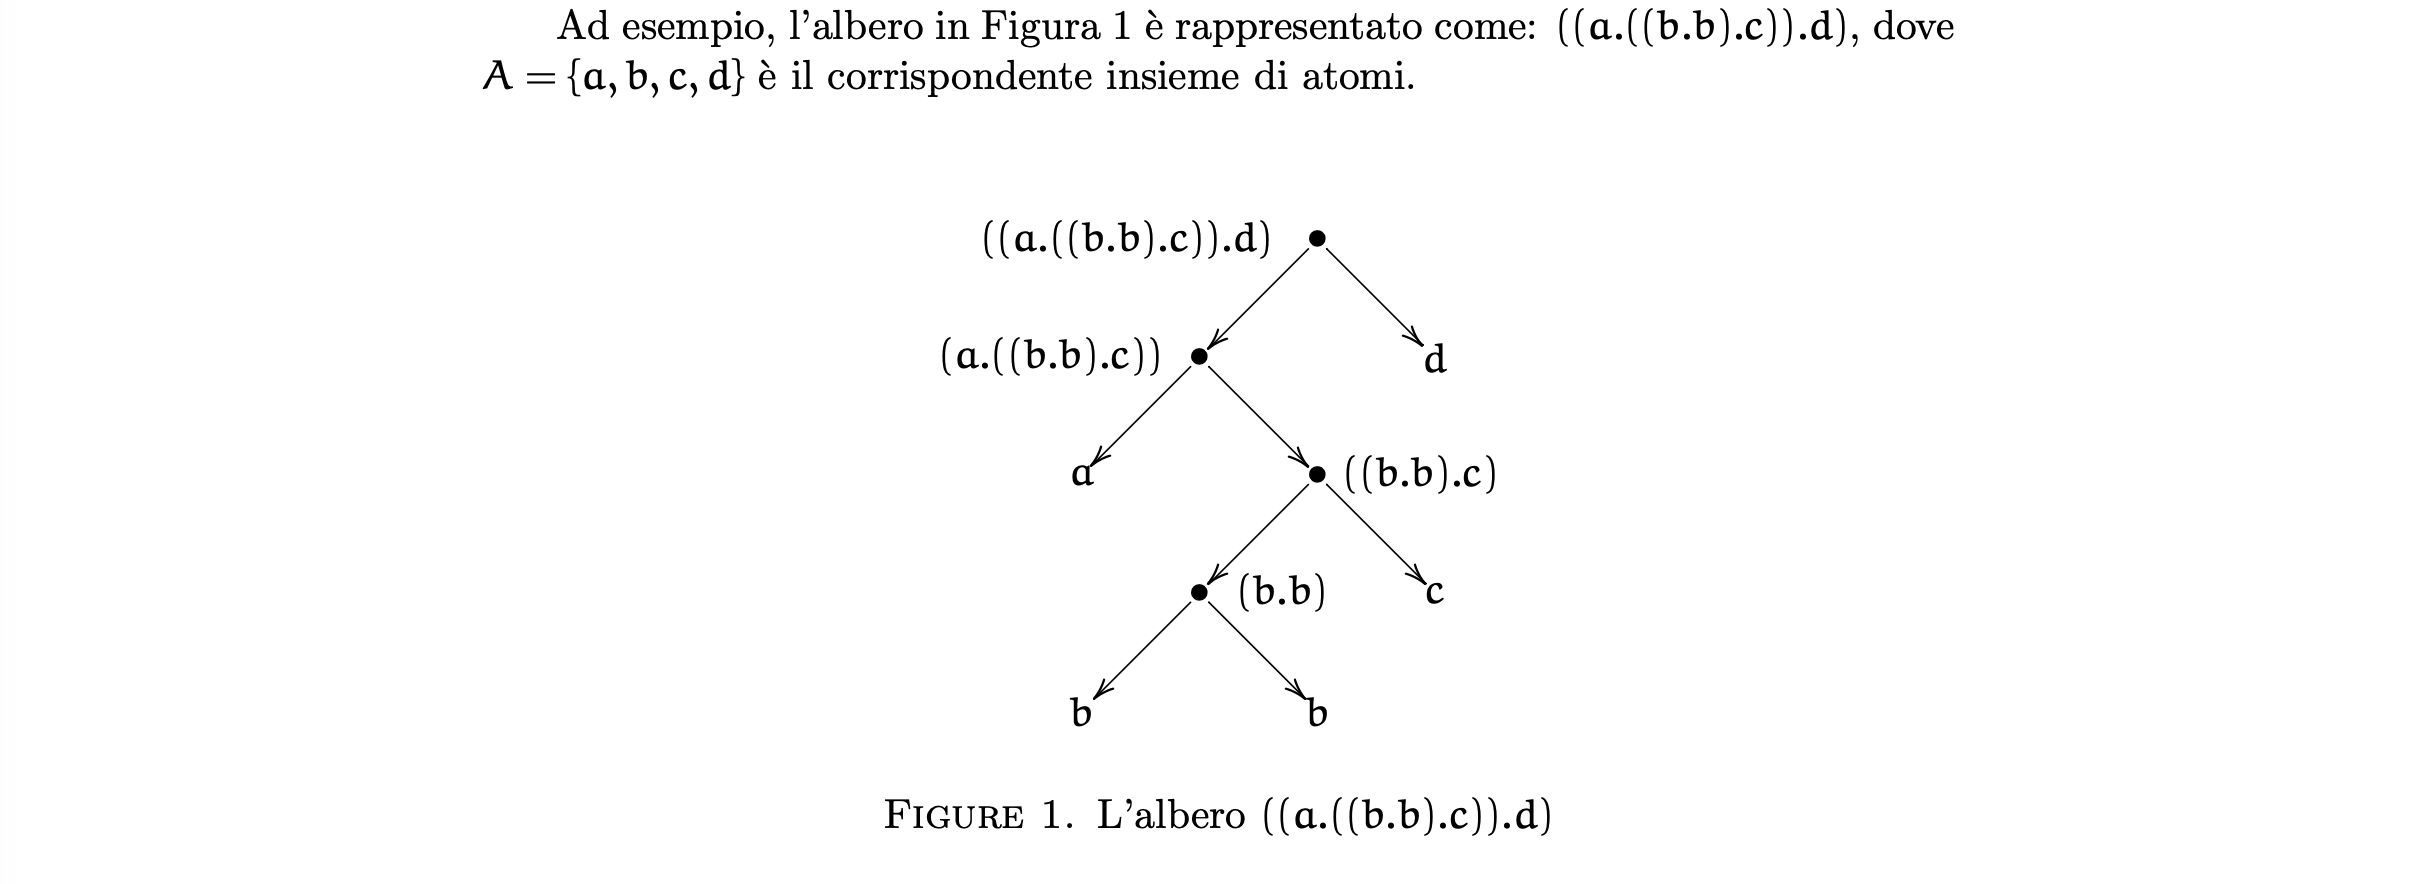 Ad esempio, l'albero in Figura 1 è rappresentato come: ((a.((b.b).c)).d), dove
A = {a, b, c, d} è il corrispondente insieme di atomi.
((a.((b.b).c)).d)
(a.((b.b).c))
d
a
((b.b).c)
(b.b)
c
b
b
FIGURE 1. L'albero ((a.((b.b).c)).d)